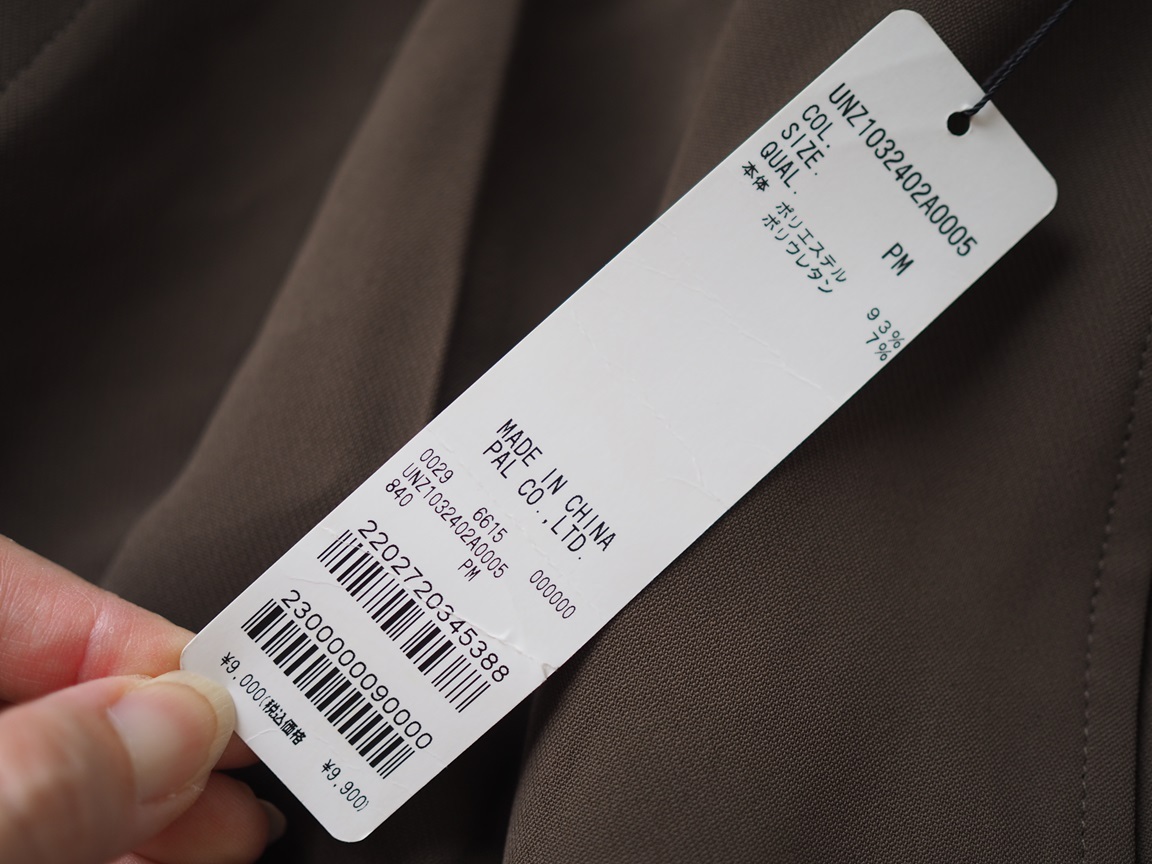 UNZ1032402A0005
COL.
SIZE. PM
QUAL.
本体 ポリエステル 93%
ポリウレタン 7%
MADE IN CHINA
PAL CO.,LTD.
0029 6615 000000
UNZ1032402A0005
840 PM
2202720345388
2300000090000
¥9,000(税込価格 ¥9,900)